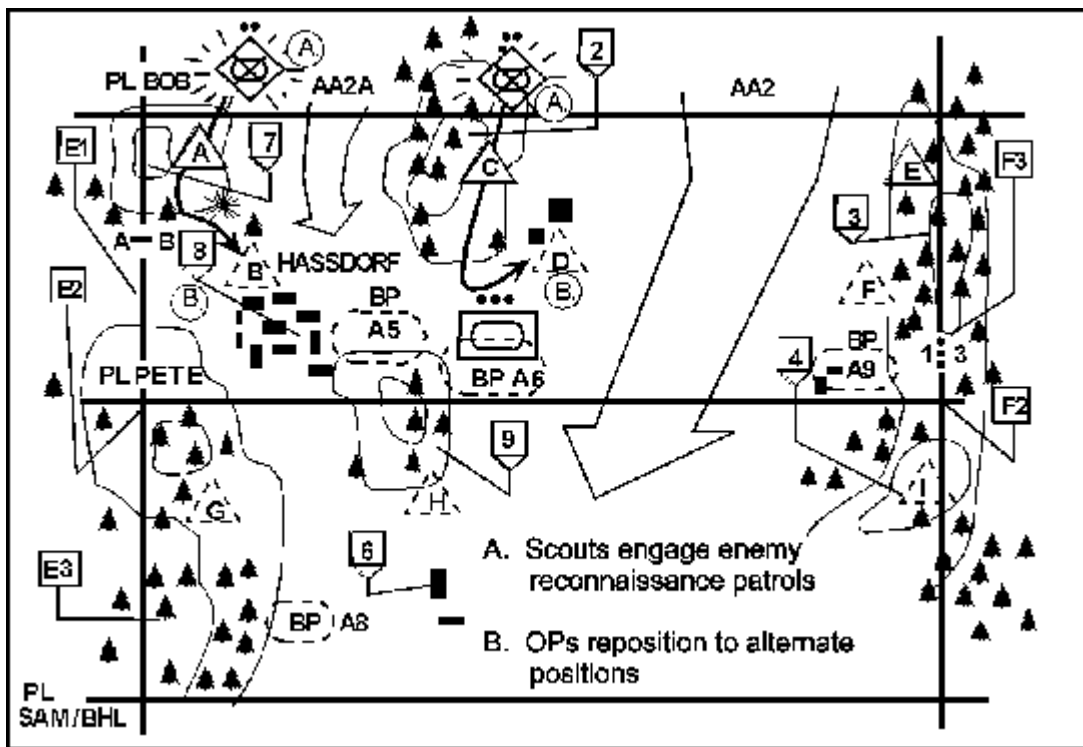 A
2
PL BOB
AA2A
A
AA2
E1
A
7
C
E
F3
3
A B
8
B
HASSDORF
D
E2
B
BP
B
F
A5
BP
1 3
PL PETE
BP A6
4
A9
F2
9
G
H
I
E3
6
A. Scouts engage enemy
reconnaissance patrols
BP A8
B. OPs reposition to alternate
positions
PL
SAM/BHL